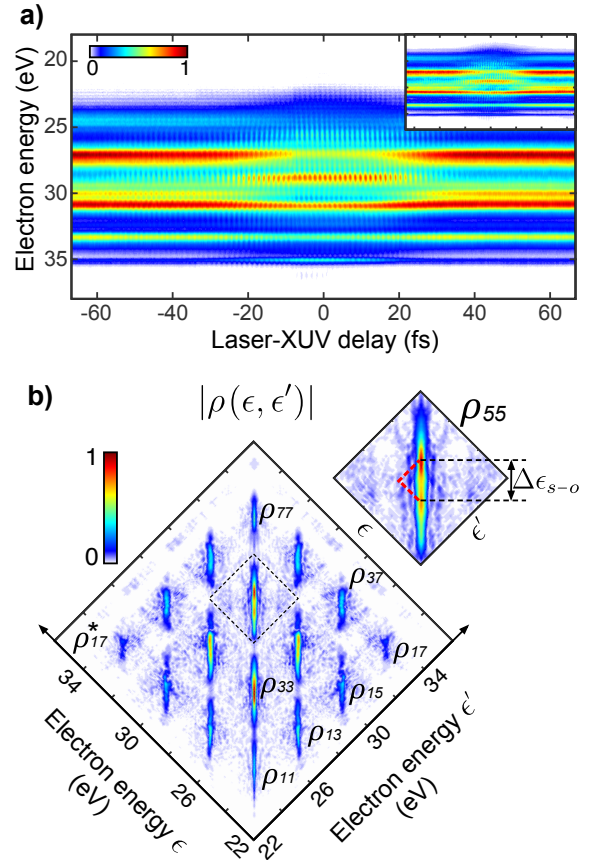 a)
0 1
20
25
30
35
Electron energy (eV)
-60 -40 -20 0 20 40 60
Laser-XUV delay (fs)
b)
|ρ(ϵ, ϵ′)|
1
0
ρ55
Δϵs−o
ϵ
ϵ′
ρ77
ρ37
ρ*17
ρ17
ρ33
ρ15
ρ13
ρ11
34
30
26
22
Electron energy ϵ
(eV)
22
26
30
34
Electron energy ϵ′
(eV)